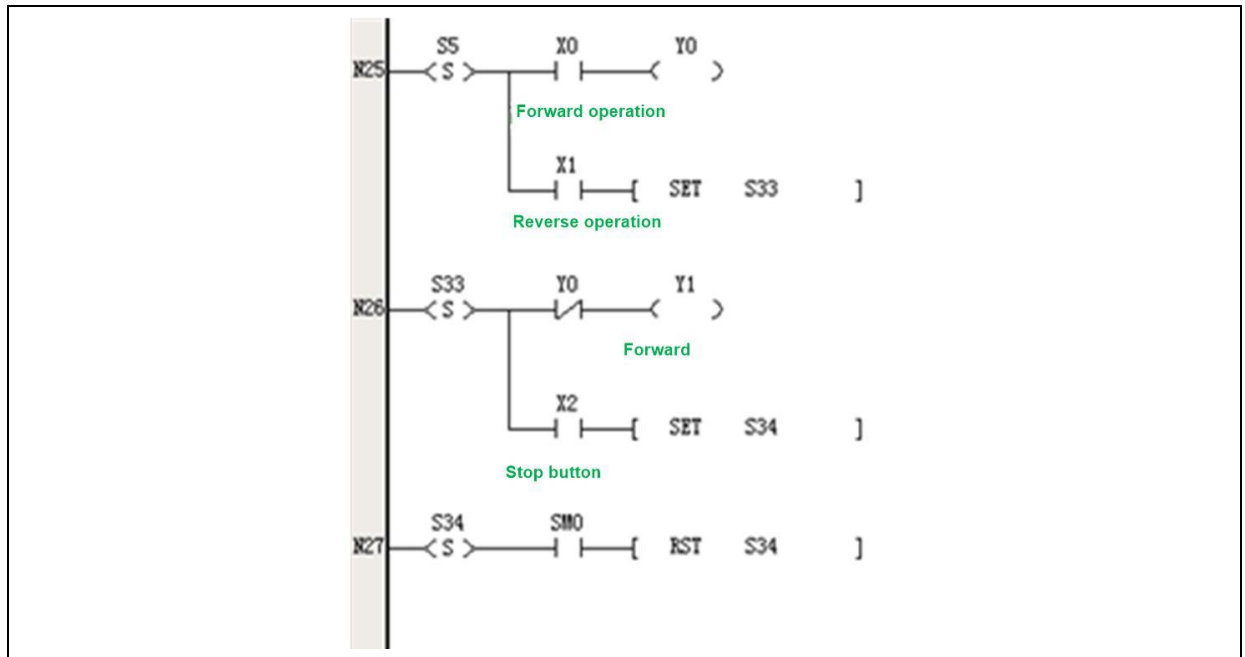 S5 X0 Y0
N25 S
Forward operation
X1
SET S33
Reverse operation
S33 Y0 Y1
N26 S
Forward
X2
SET S34
Stop button
S34 SM0
N27 S RST S34